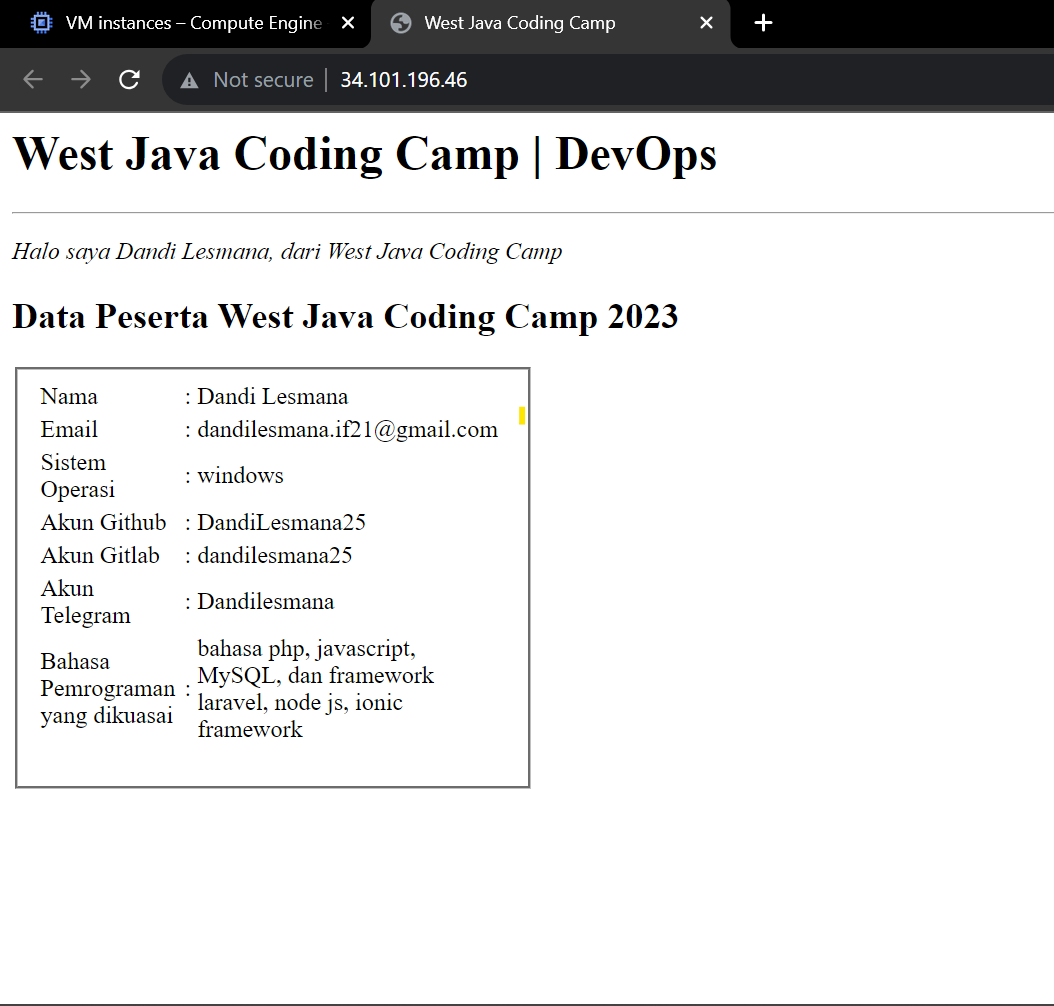 VM instances – Compute Engine
West Java Coding Camp
Not secure
34.101.196.46
West Java Coding Camp | DevOps
Halo saya Dandi Lesmana, dari West Java Coding Camp
Data Peserta West Java Coding Camp 2023
Nama : Dandi Lesmana
Email : dandilesmana.if21@gmail.com
Sistem
Operasi : windows
Akun Github : DandiLesmana25
Akun Gitlab : dandilesmana25
Akun
Telegram : Dandilesmana
Bahasa
Pemrograman :
yang dikuasai
bahasa php, javascript,
MySQL, dan framework
laravel, node js, ionic
framework